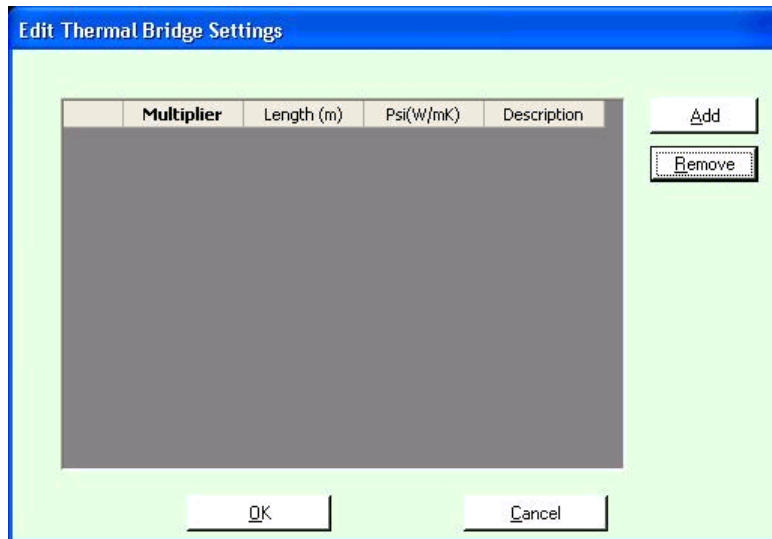 Edit Thermal Bridge Settings
Multiplier Length (m) Psi(W/mK) Description
Add
Remove
OK Cancel